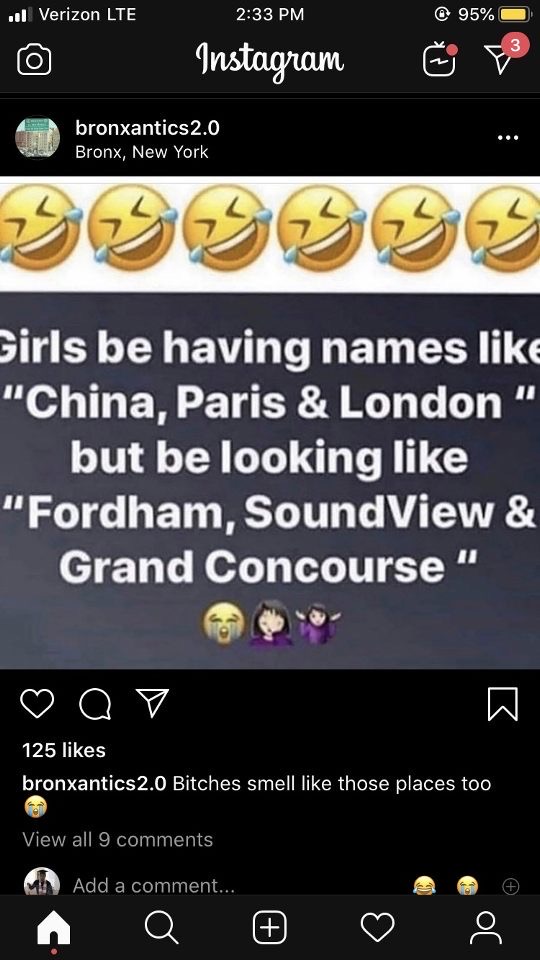 Verizon LTE 2:33 PM 95%
Instagram 3
bronxantics2.0
Bronx, New York
Girls be having names like
“China, Paris & London “
but be looking like
“Fordham, SoundView &
Grand Concourse “
125 likes
bronxantics2.0 Bitches smell like those places too
View all 9 comments
Add a comment...